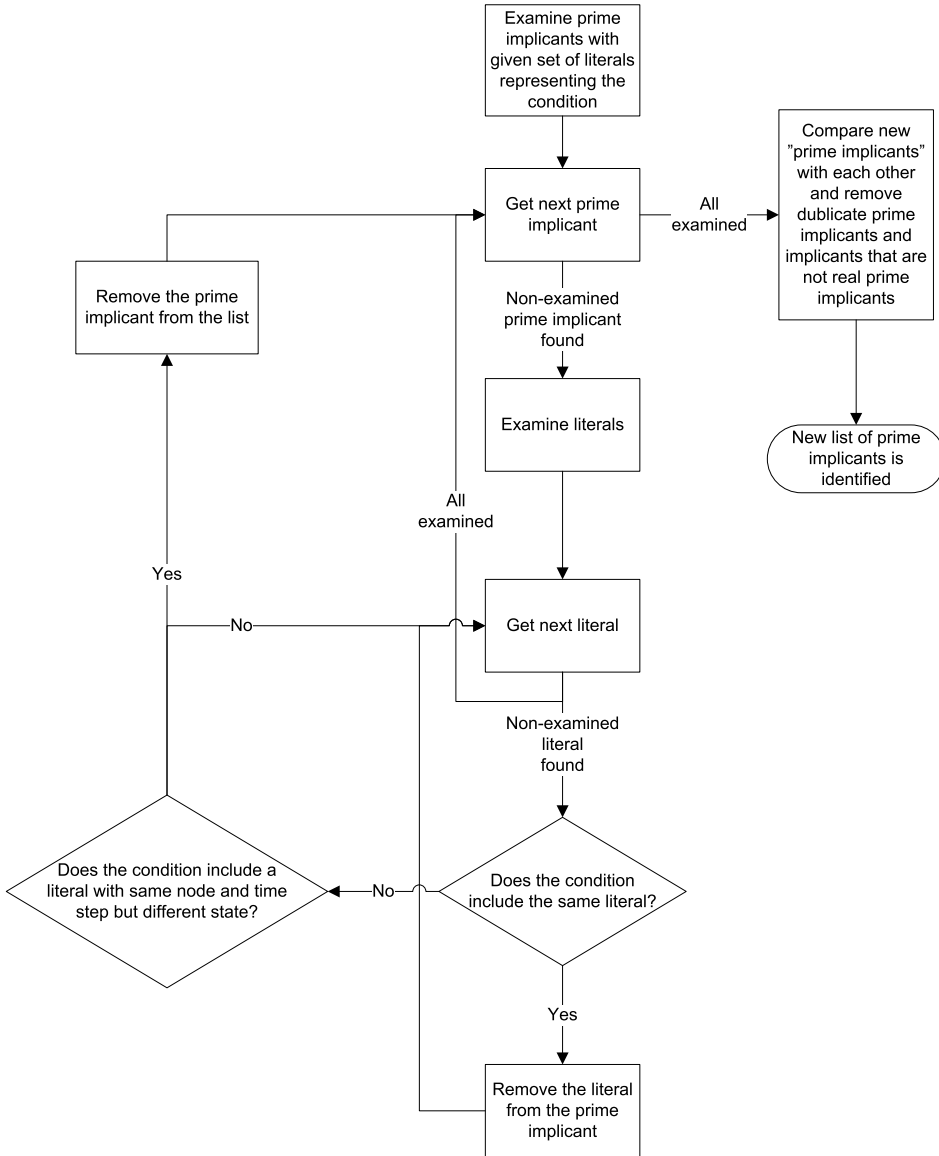 Examine prime
implicants with
given set of literals
representing the
condition
Get next prime
implicant
All
examined
Compare new
”prime implicants”
with each other
and remove
dublicate prime
implicants and
implicants that are
not real prime
implicants
Remove the prime
implicant from the list
Non-examined
prime implicant
found
Examine literals
New list of prime
implicants is
identified
All
examined
Yes
No
Get next literal
Non-examined
literal
found
Does the condition include a
literal with same node and time
step but different state?
No
Does the condition
include the same literal?
Yes
Remove the literal
from the prime
implicant